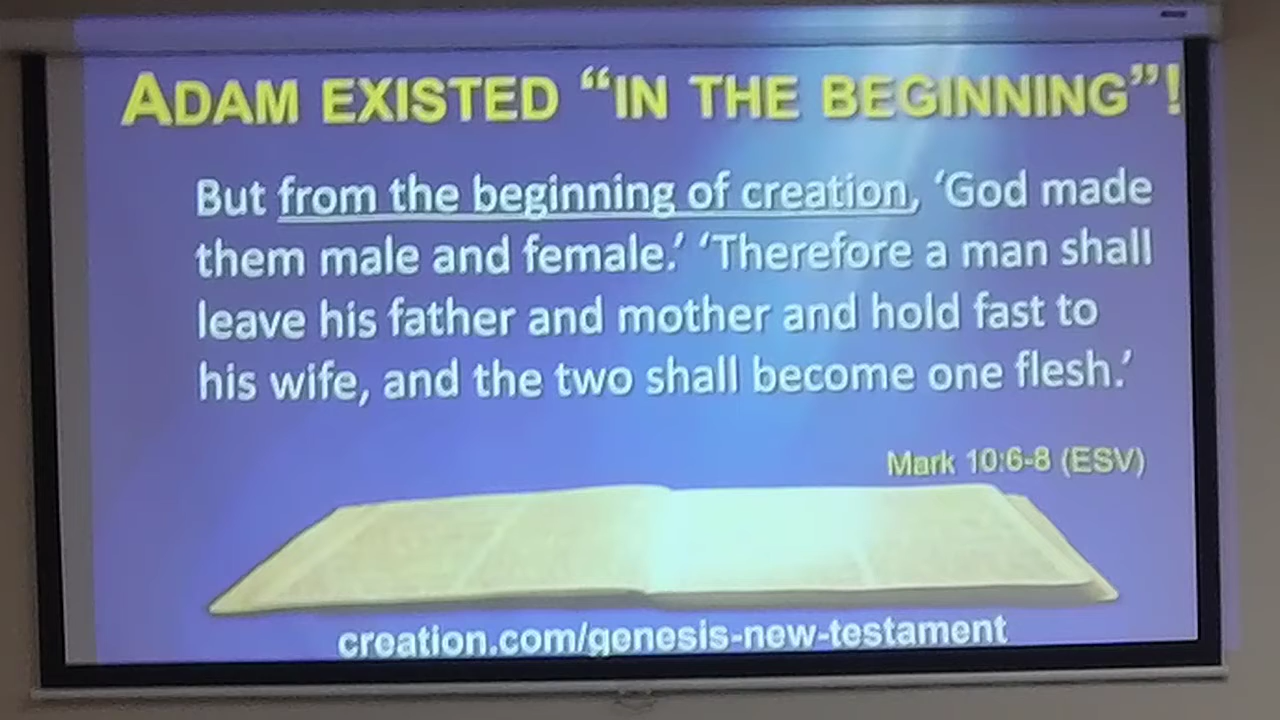 ADAM EXISTED “IN THE BEGINNING”!
But from the beginning of creation, ‘God made
them male and female.’ ‘Therefore a man shall
leave his father and mother and hold fast to
his wife, and the two shall become one flesh.’
Mark 10:6-8 (ESV)
creation.com/genesis-new-testament